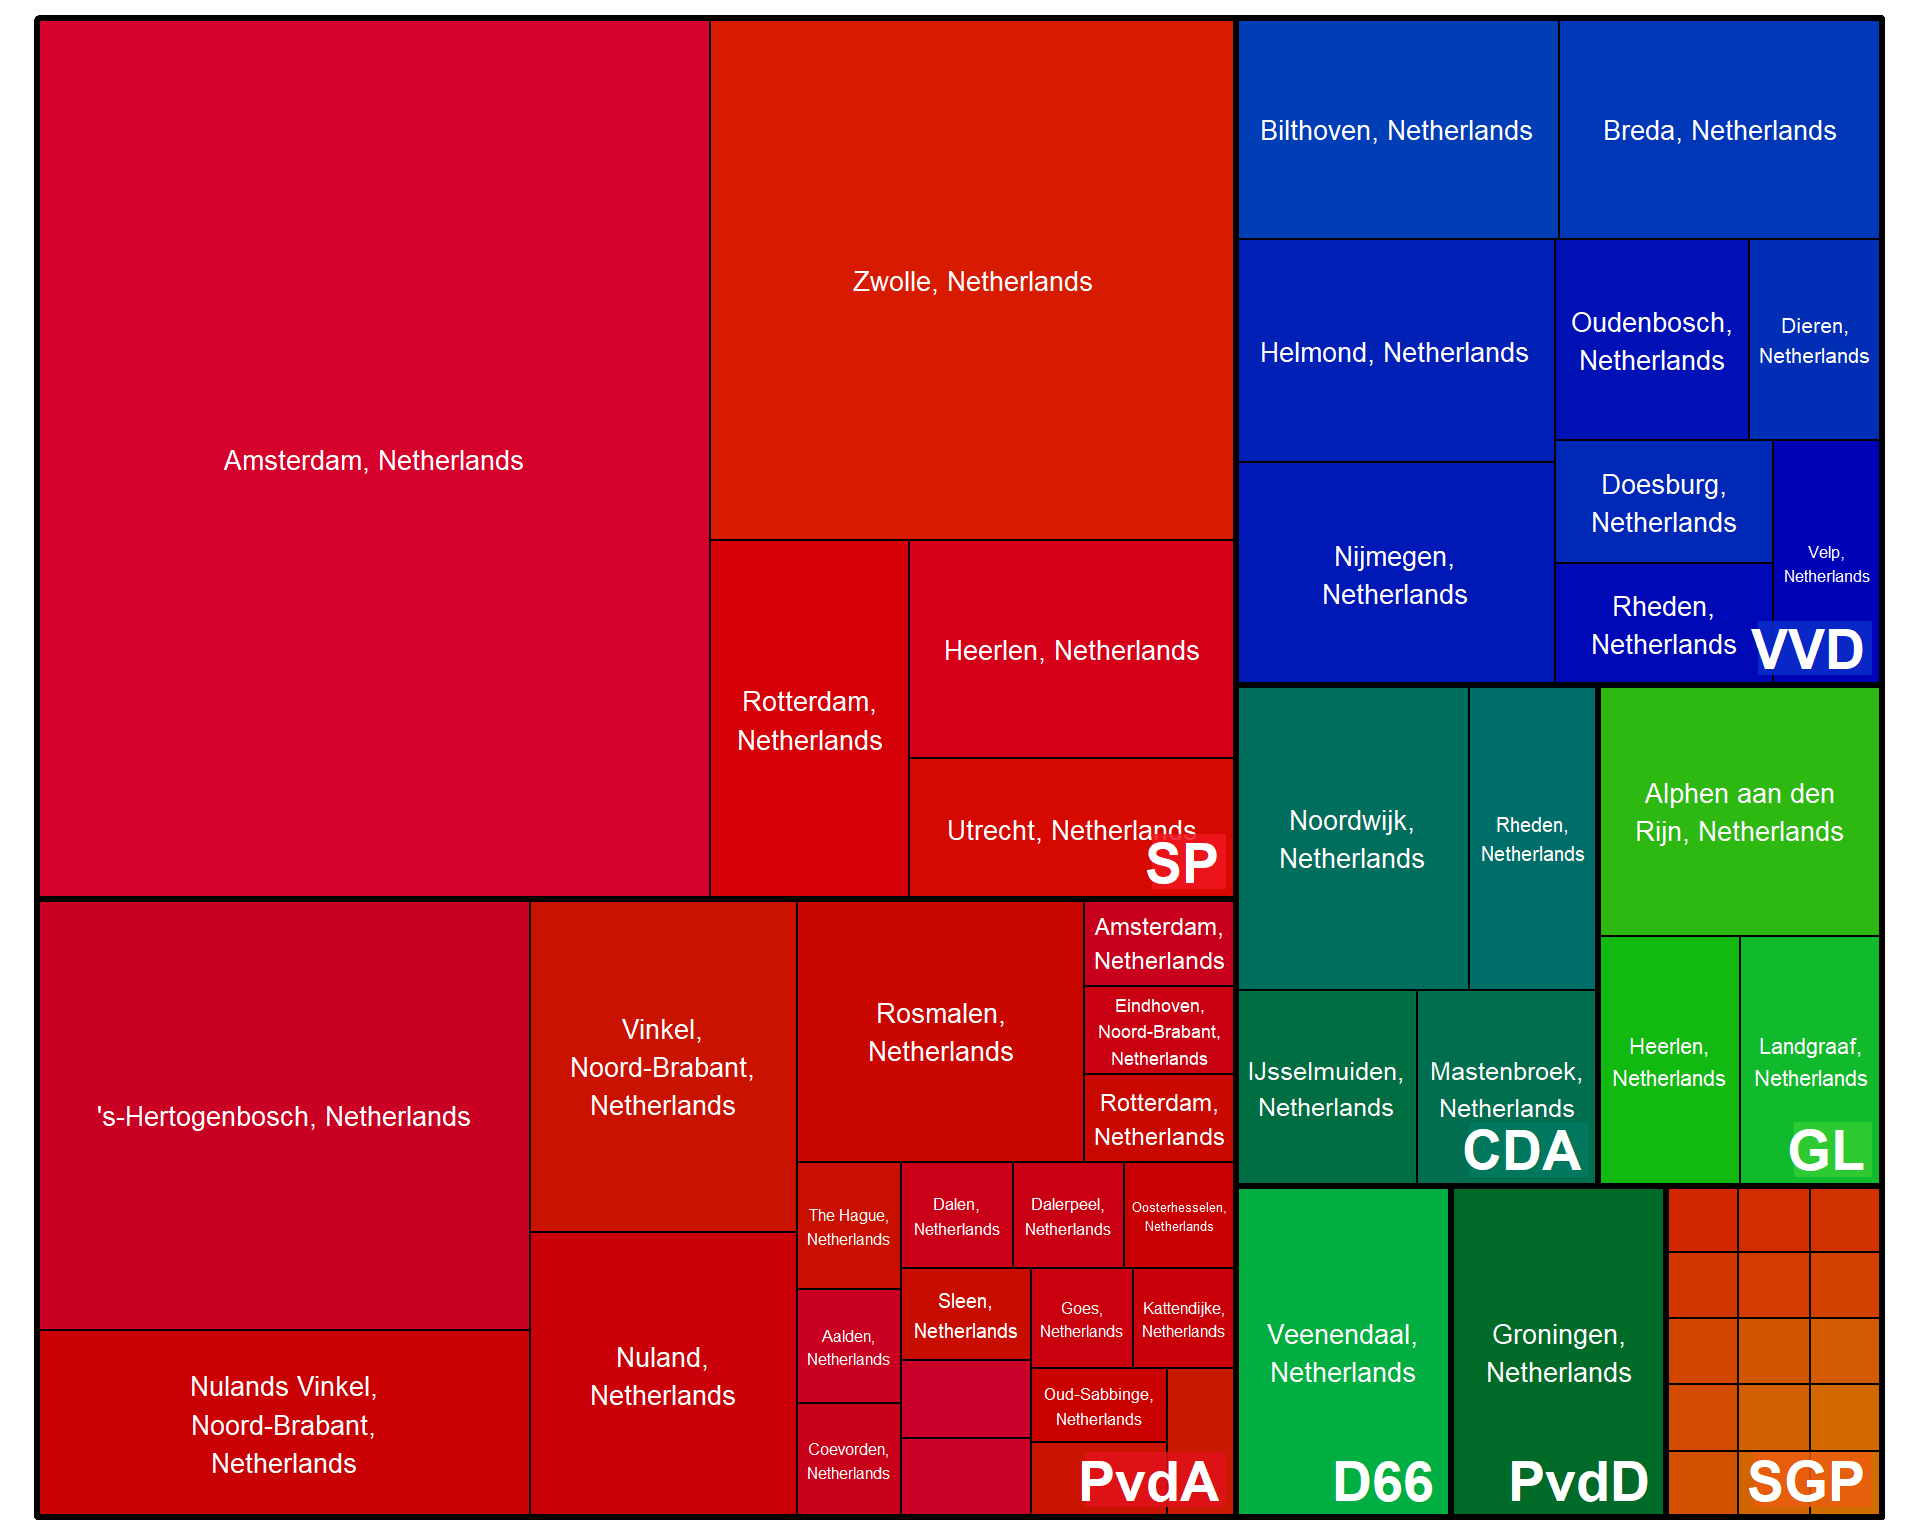 Amsterdam, Netherlands
Zwolle, Netherlands
Rotterdam,
Netherlands
Heerlen, Netherlands
Utrecht, Netherlands
SP
Bilthoven, Netherlands
Breda, Netherlands
Helmond, Netherlands
Oudenbosch,
Netherlands
Dieren,
Netherlands
Nijmegen,
Netherlands
Doesburg,
Netherlands
Rheden,
Netherlands
Velp,
Netherlands
VVD
's-Hertogenbosch, Netherlands
Nulands Vinkel,
Noord-Brabant,
Netherlands
Vinkel,
Noord-Brabant,
Netherlands
Nuland,
Netherlands
Rosmalen,
Netherlands
Amsterdam,
Netherlands
Eindhoven,
Noord-Brabant,
Netherlands
Rotterdam,
Netherlands
The Hague,
Netherlands
Aalden,
Netherlands
Coevorden,
Netherlands
Dalen,
Netherlands
Dalerpeel,
Netherlands
Oosterhesselen,
Netherlands
Sleen,
Netherlands
Goes,
Netherlands
Kattendijke,
Netherlands
Oud-Sabbinge,
Netherlands
PvdA
Noordwijk,
Netherlands
Rheden,
Netherlands
IJsselmuiden,
Netherlands
Mastenbroek,
Netherlands
CDA
Alphen aan den
Rijn, Netherlands
Heerlen,
Netherlands
Landgraaf,
Netherlands
GL
Veenendaal,
Netherlands
D66
Groningen,
Netherlands
PvdD
SGP